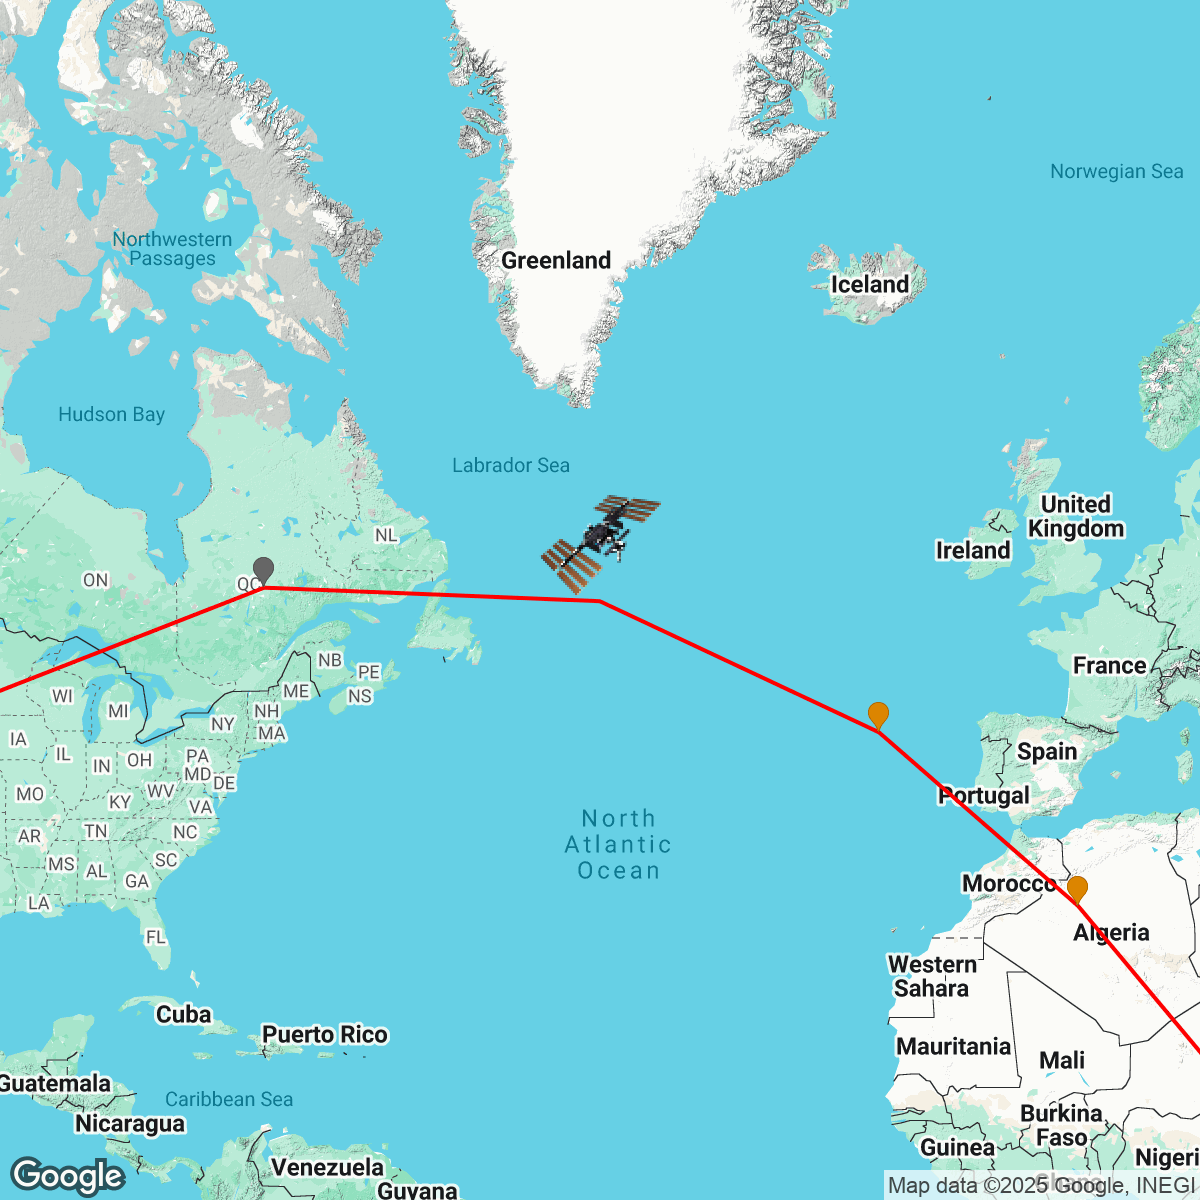 Norwegian Sea
Northwestern
Passages
Greenland
Iceland
Hudson Bay
Labrador Sea
United
Kingdom
NL
Ireland
ON
QC
NB
France
PE
ME
WI
NS
MI
NH
NY
MA
IA
Spain
IL
PA
OH
IN
MD
DE
WV
MO
KY
VA
Portugal
North
Atlantic
Ocean
TN
NC
AR
MS
SC
AL
GA
Morocco
LA
Algeria
FL
Western
Sahara
Cuba
Puerto Rico
Mauritania
Mali
Guatemala
Caribbean Sea
Burkina
Faso
Nicaragua
Guinea
Nigeri
Venezuela
Guyana
Google
Map data ©2025 Google, INEGI